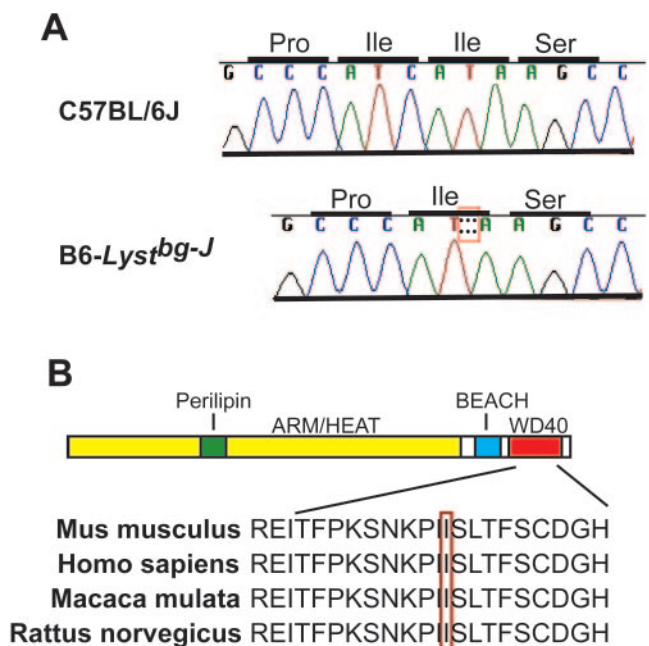 A
Pro Ile Ile Ser
G C C C A T C A T A A G C C
C57BL/6J
Pro Ile Ser
G C C C A T A A G C C
B6-Lystbg-J
B
Perilipin BEACH
ARM/HEAT WD40
Mus musculus REITFPKSNKPIISLTFSCDGH
Homo sapiens REITFPKSNKPIISLTFSCDGH
Macaca mulata REITFPKSNKPIISLTFSCDGH
Rattus norvegicus REITFPKSNKPIISLTFSCDGH